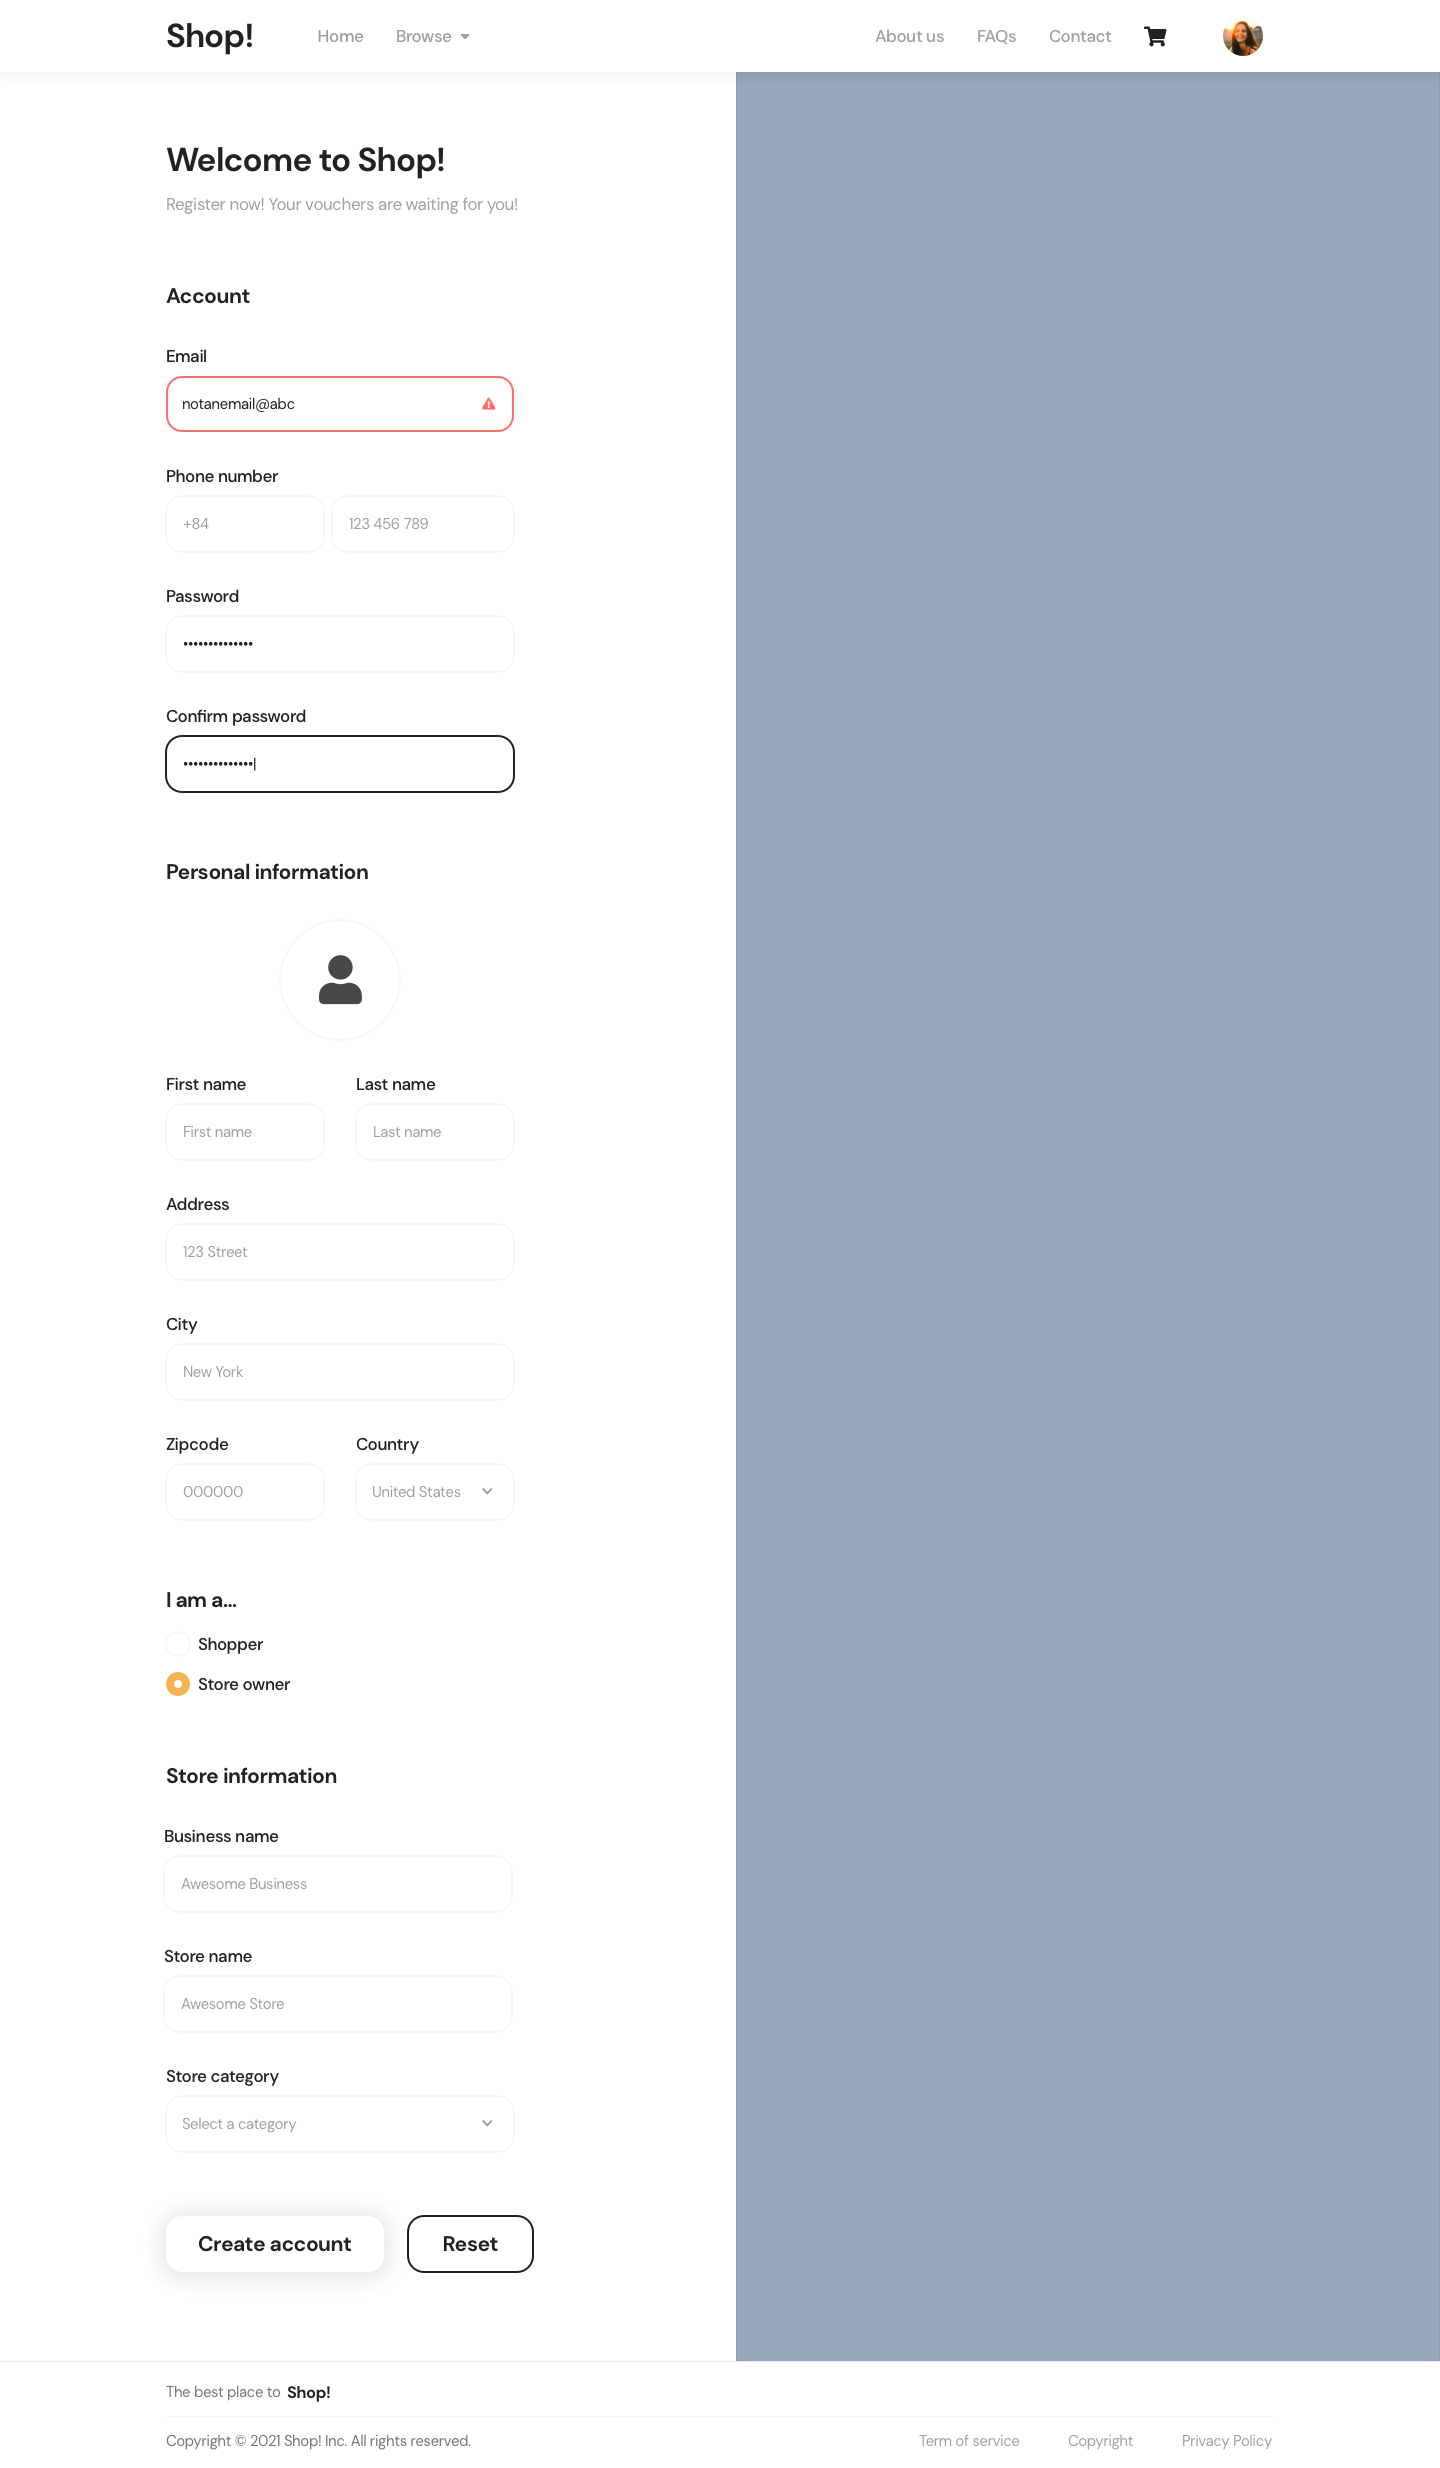 Shop!
Home
Browse
About us
FAQs
Contact
Welcome to Shop!
Register now! Your vouchers are waiting for you!
Account
Email
notanemail@abc
Phone number
+84
123 456 789
Password
••••••••••••••
Confirm password
••••••••••••••|
Personal information
First name
Last name
First name
Last name
Address
123 Street
City
New York
Zipcode
Country
000000
United States
I am a...
Shopper
Store owner
Store information
Business name
Awesome Business
Store name
Awesome Store
Store category
Select a category
Create account
Reset
The best place to Shop!
Copyright © 2021 Shop! Inc. All rights reserved.
Term of service
Copyright
Privacy Policy